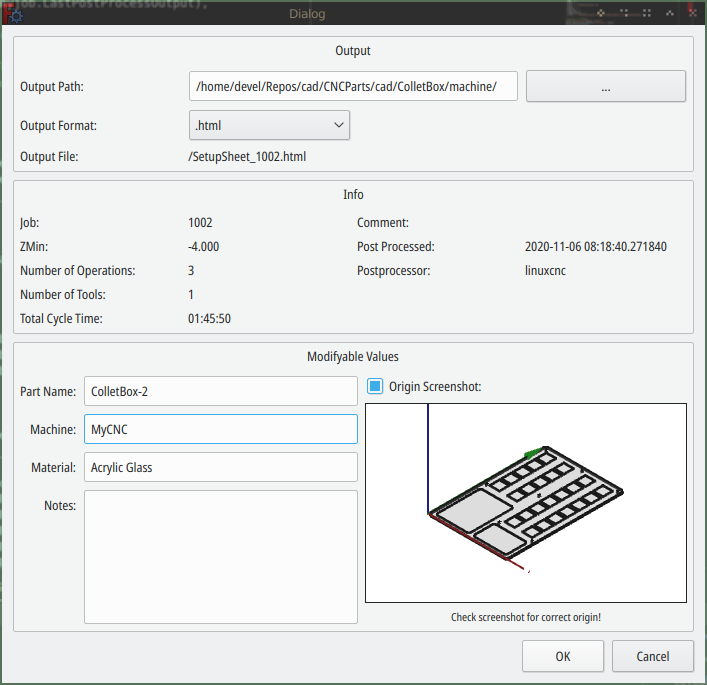 job.LastPostProcessOutput),
Dialog
Output
Output Path: /home/devel/Repos/cad/CNCParts/cad/ColletBox/machine/ ...
Output Format: .html
Output File: /SetupSheet_1002.html
Info
Job: 1002 Comment:
ZMin: -4.000 Post Processed: 2020-11-06 08:18:40.271840
Number of Operations: 3 Postprocessor: linuxcnc
Number of Tools: 1
Total Cycle Time: 01:45:50
Modifyable Values
Part Name: ColletBox-2 Origin Screenshot:
Machine: MyCNC
Material: Acrylic Glass
Notes:
Check screenshot for correct origin!
OK Cancel